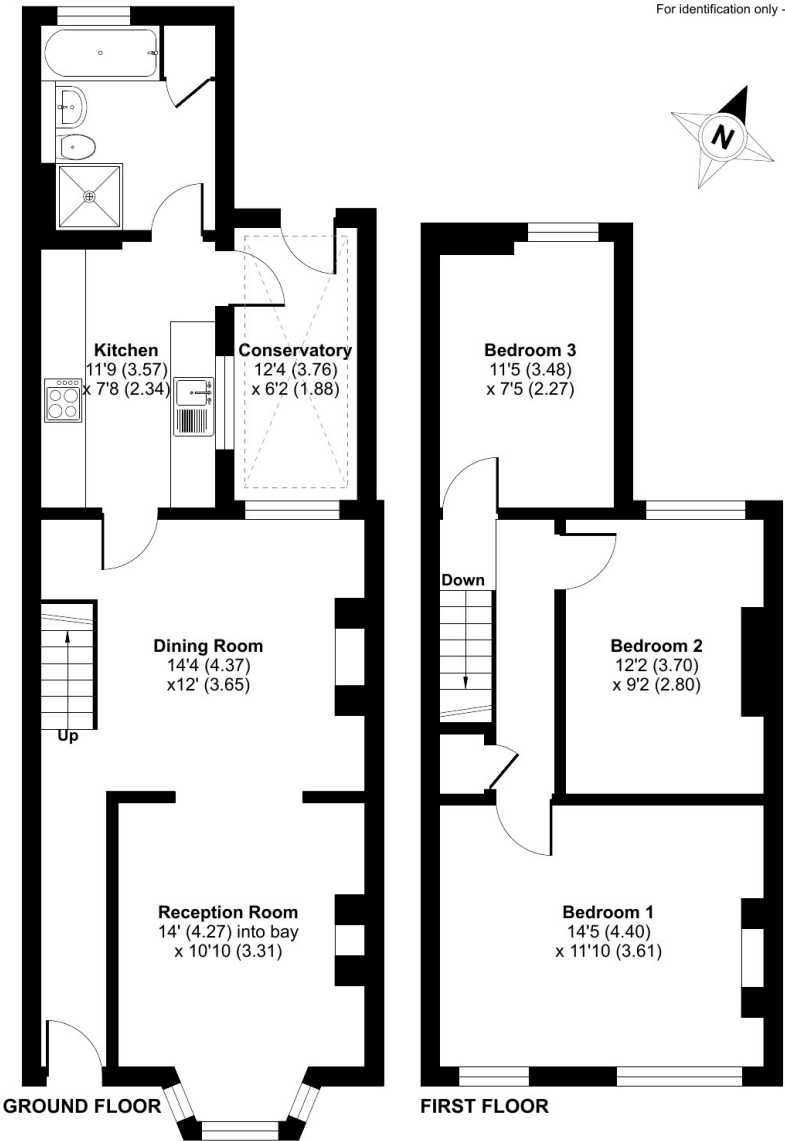 For identification only -
N
Kitchen
11'9 (3.57)
x 7'8 (2.34)
Conservatory
12'4 (3.76)
x 6'2 (1.88)
Bedroom 3
11'5 (3.48)
x 7'5 (2.27)
Down
Dining Room
14'4 (4.37)
x12' (3.65)
Up
Bedroom 2
12'2 (3.70)
x 9'2 (2.80)
Reception Room
14' (4.27) into bay
x 10'10 (3.31)
Bedroom 1
14'5 (4.40)
x 11'10 (3.61)
GROUND FLOOR
FIRST FLOOR